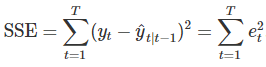 SSE = \sum_{t=1}^{T} (y_t - \hat{y}_{t|t-1})^2 = \sum_{t=1}^{T} e_t^2